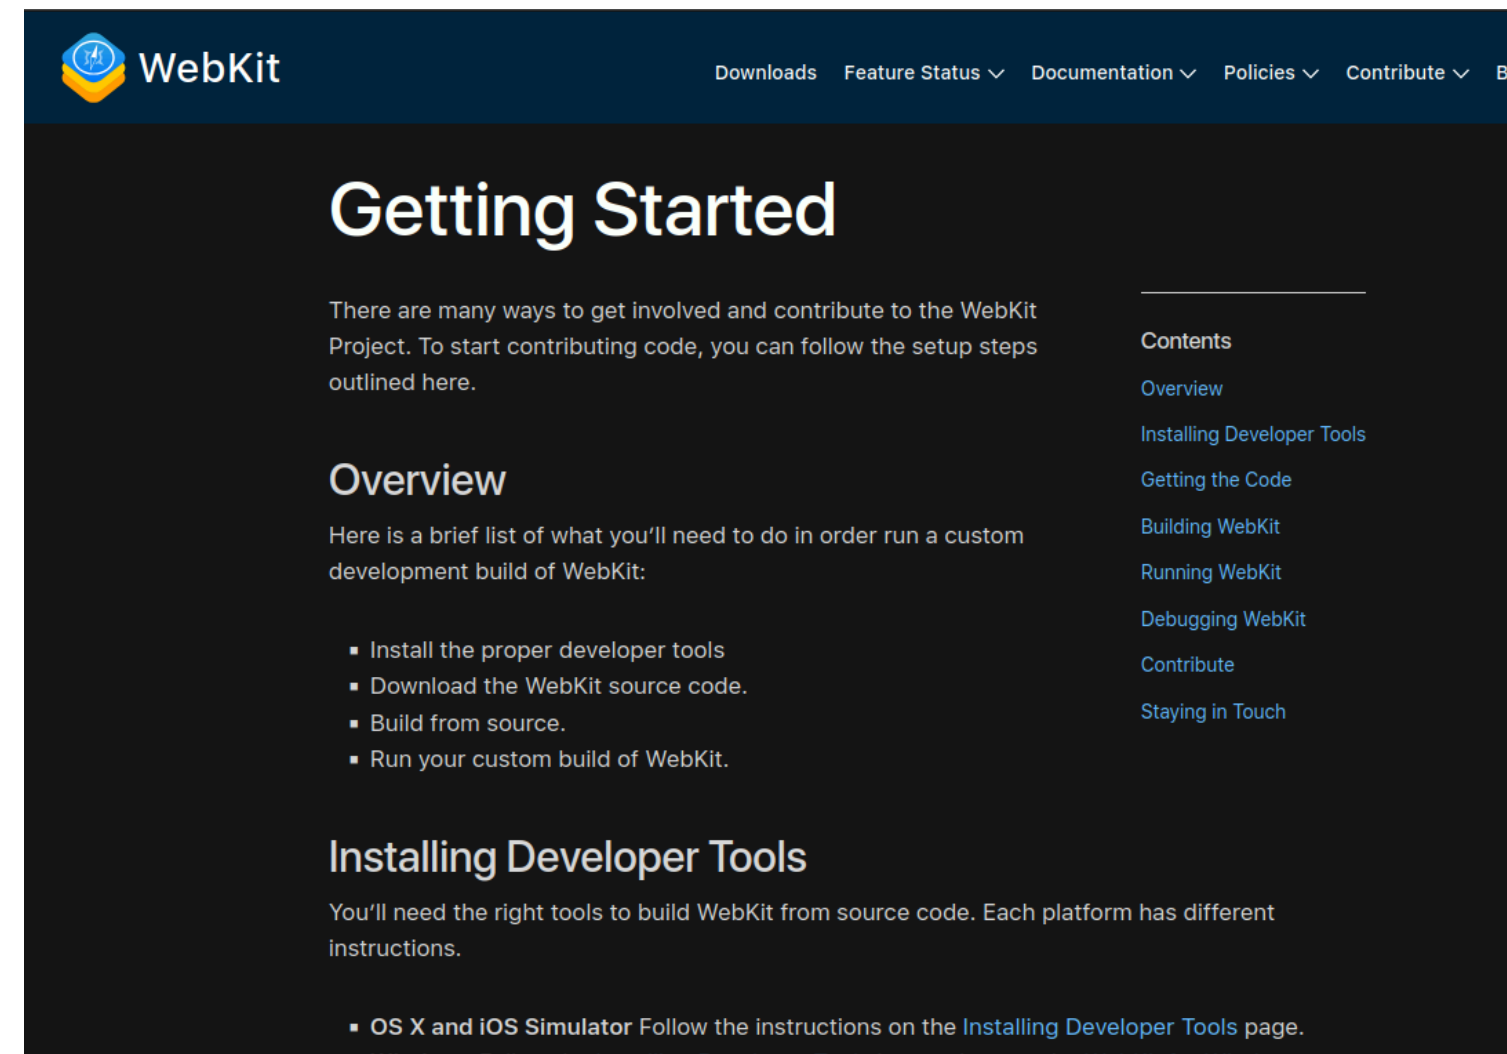 WebKit
Downloads Feature Status Documentation Policies Contribute B
Getting Started
There are many ways to get involved and contribute to the WebKit
Project. To start contributing code, you can follow the setup steps
outlined here.
Contents
Overview
Installing Developer Tools
Getting the Code
Building WebKit
Running WebKit
Debugging WebKit
Contribute
Staying in Touch
Overview
Here is a brief list of what you’ll need to do in order run a custom
development build of WebKit:
▪ Install the proper developer tools
▪ Download the WebKit source code.
▪ Build from source.
▪ Run your custom build of WebKit.
Installing Developer Tools
You’ll need the right tools to build WebKit from source code. Each platform has different
instructions.
▪ OS X and iOS Simulator Follow the instructions on the Installing Developer Tools page.